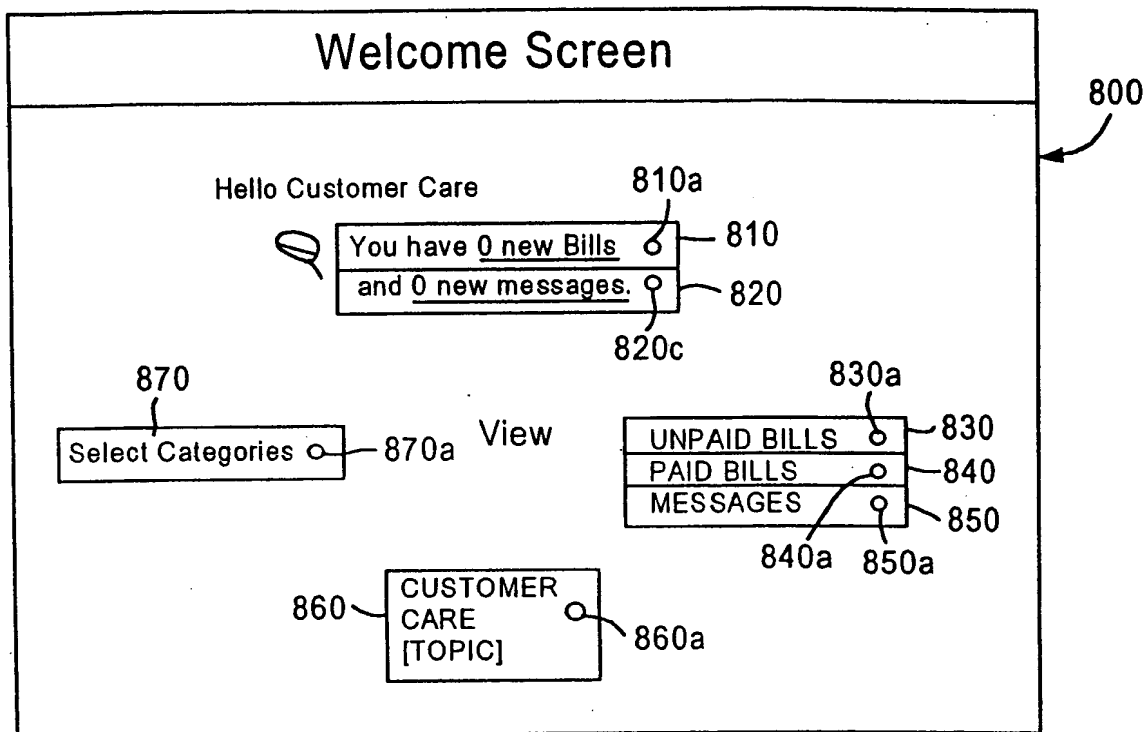 Welcome Screen
800
Hello Customer Care
810a
You have 0 new Bills
810
and 0 new messages.
820
820c
870
830a
Select Categories
870a
View
UNPAID BILLS
830
PAID BILLS
840
MESSAGES
850
840a
850a
860
CUSTOMER
CARE
[TOPIC]
860a